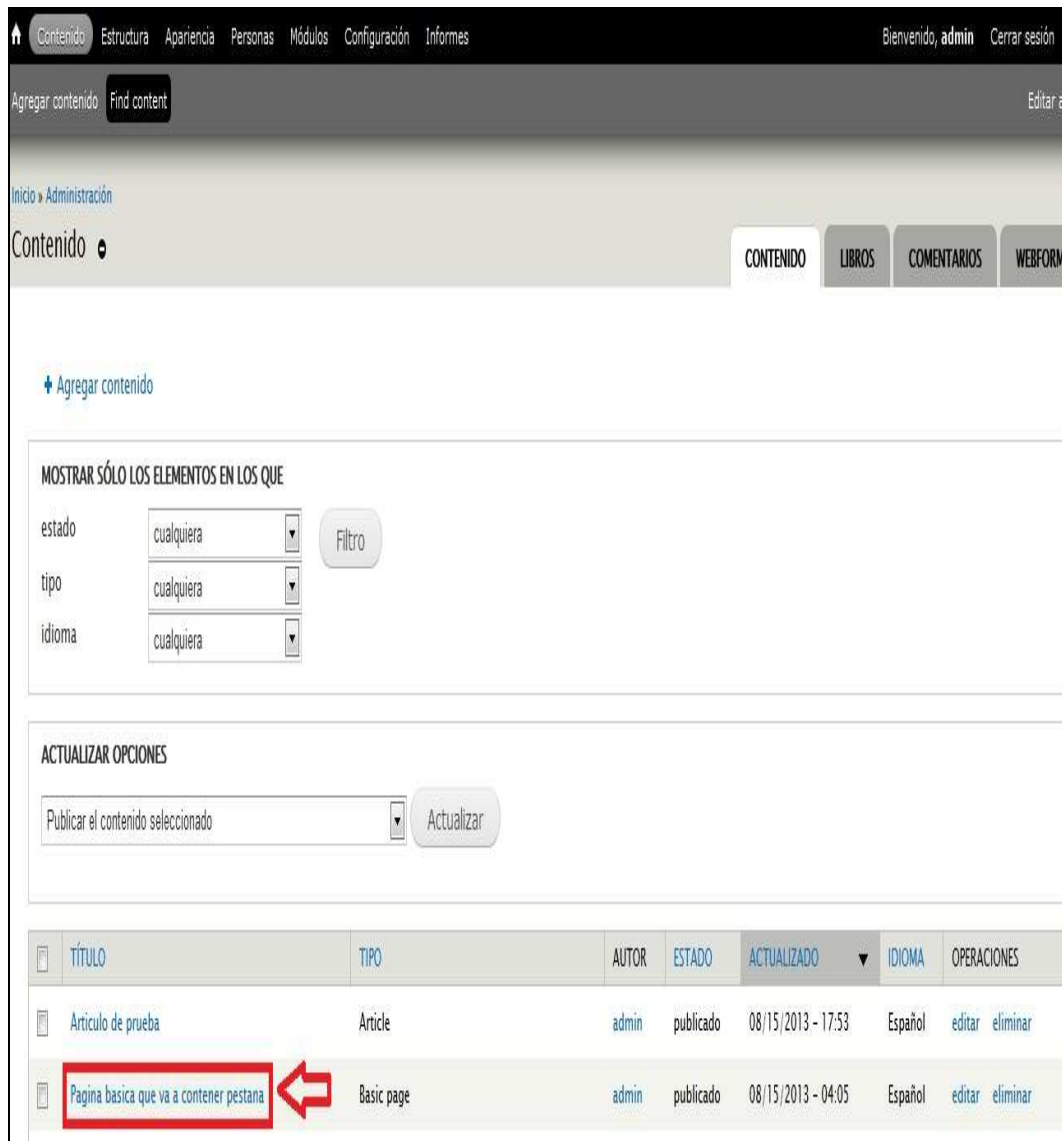 Contenido Estructura Apariencia Personas Módulos Configuración Informes Bienvenido, admin Cerrar sesión
Agregar contenido Find content Editar a
Inicio » Administración
Contenido
CONTENIDO LIBROS COMENTARIOS WEBFORM
+ Agregar contenido
MOSTRAR SÓLO LOS ELEMENTOS EN LOS QUE
estado cualquiera Filtro
tipo cualquiera
idioma cualquiera
ACTUALIZAR OPCIONES
Publicar el contenido seleccionado Actualizar
TÍTULO TIPO AUTOR ESTADO ACTUALIZADO IDIOMA OPERACIONES
Articulo de prueba Article admin publicado 08/15/2013 - 17:53 Español editar eliminar
Pagina basica que va a contener pestana Basic page admin publicado 08/15/2013 - 04:05 Español editar eliminar